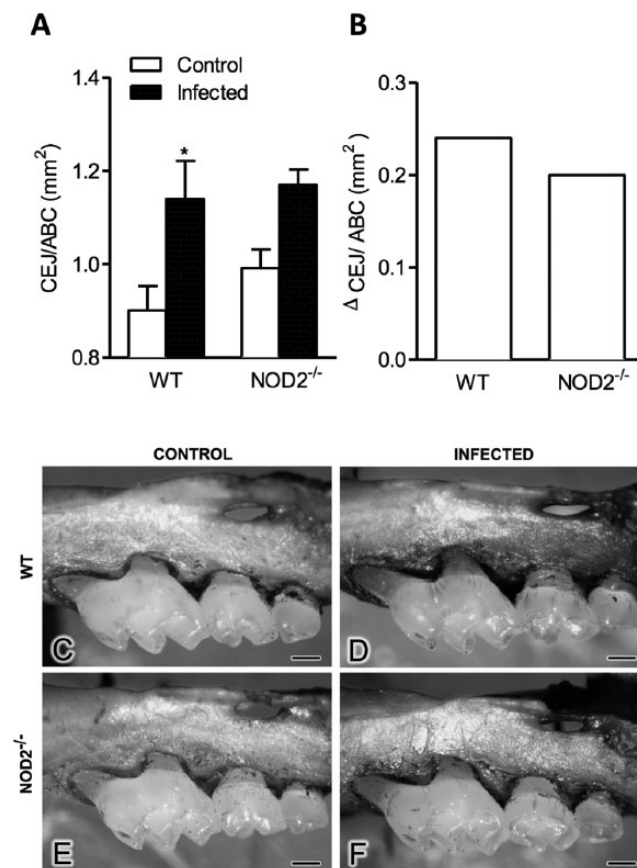 A
Control
Infected
CEJ/ABC (mm²)
1.4
1.2
1.0
0.8
*
WT
NOD2⁻/⁻
B
Δ CEJ/ ABC (mm²)
0.3
0.2
0.1
0.0
WT
NOD2⁻/⁻
CONTROL
INFECTED
WT
C
D
NOD2⁻/⁻
E
F